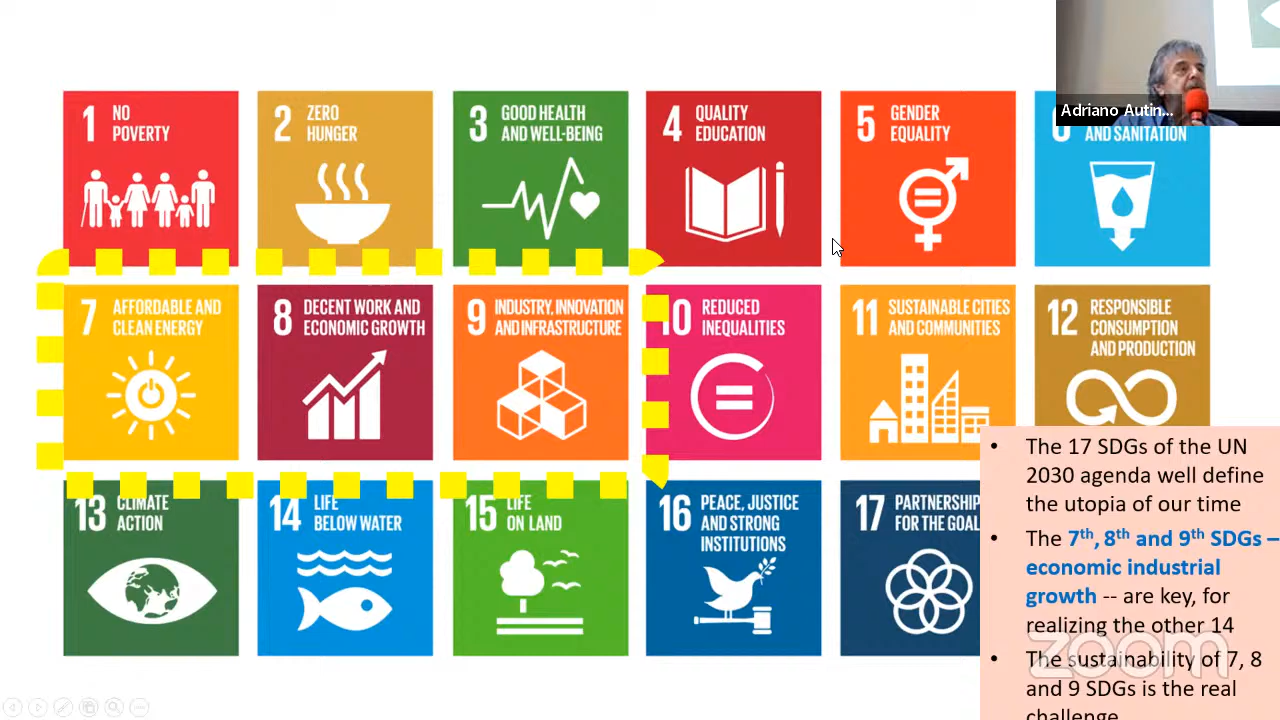 Adriano Autin...
1 NO
POVERTY
2 ZERO
HUNGER
3 GOOD HEALTH
AND WELL-BEING
4 QUALITY
EDUCATION
5 GENDER
EQUALITY
AND SANITATION
7 AFFORDABLE AND
CLEAN ENERGY
8 DECENT WORK AND
ECONOMIC GROWTH
9 INDUSTRY, INNOVATION
AND INFRASTRUCTURE
10 REDUCED
INEQUALITIES
11 SUSTAINABLE CITIES
AND COMMUNITIES
12 RESPONSIBLE
CONSUMPTION
AND PRODUCTION
13 CLIMATE
ACTION
14 LIFE
BELOW WATER
15 LIFE
ON LAND
16 PEACE, JUSTICE
AND STRONG
INSTITUTIONS
17 PARTNERSHIP
FOR THE GOAL
• The 17 SDGs of the UN
2030 agenda well define
the utopia of our time
• The 7th, 8th and 9th SDGs –
economic industrial
growth -- are key, for
realizing the other 14
• The sustainability of 7, 8
and 9 SDGs is the real
challenge
zoom